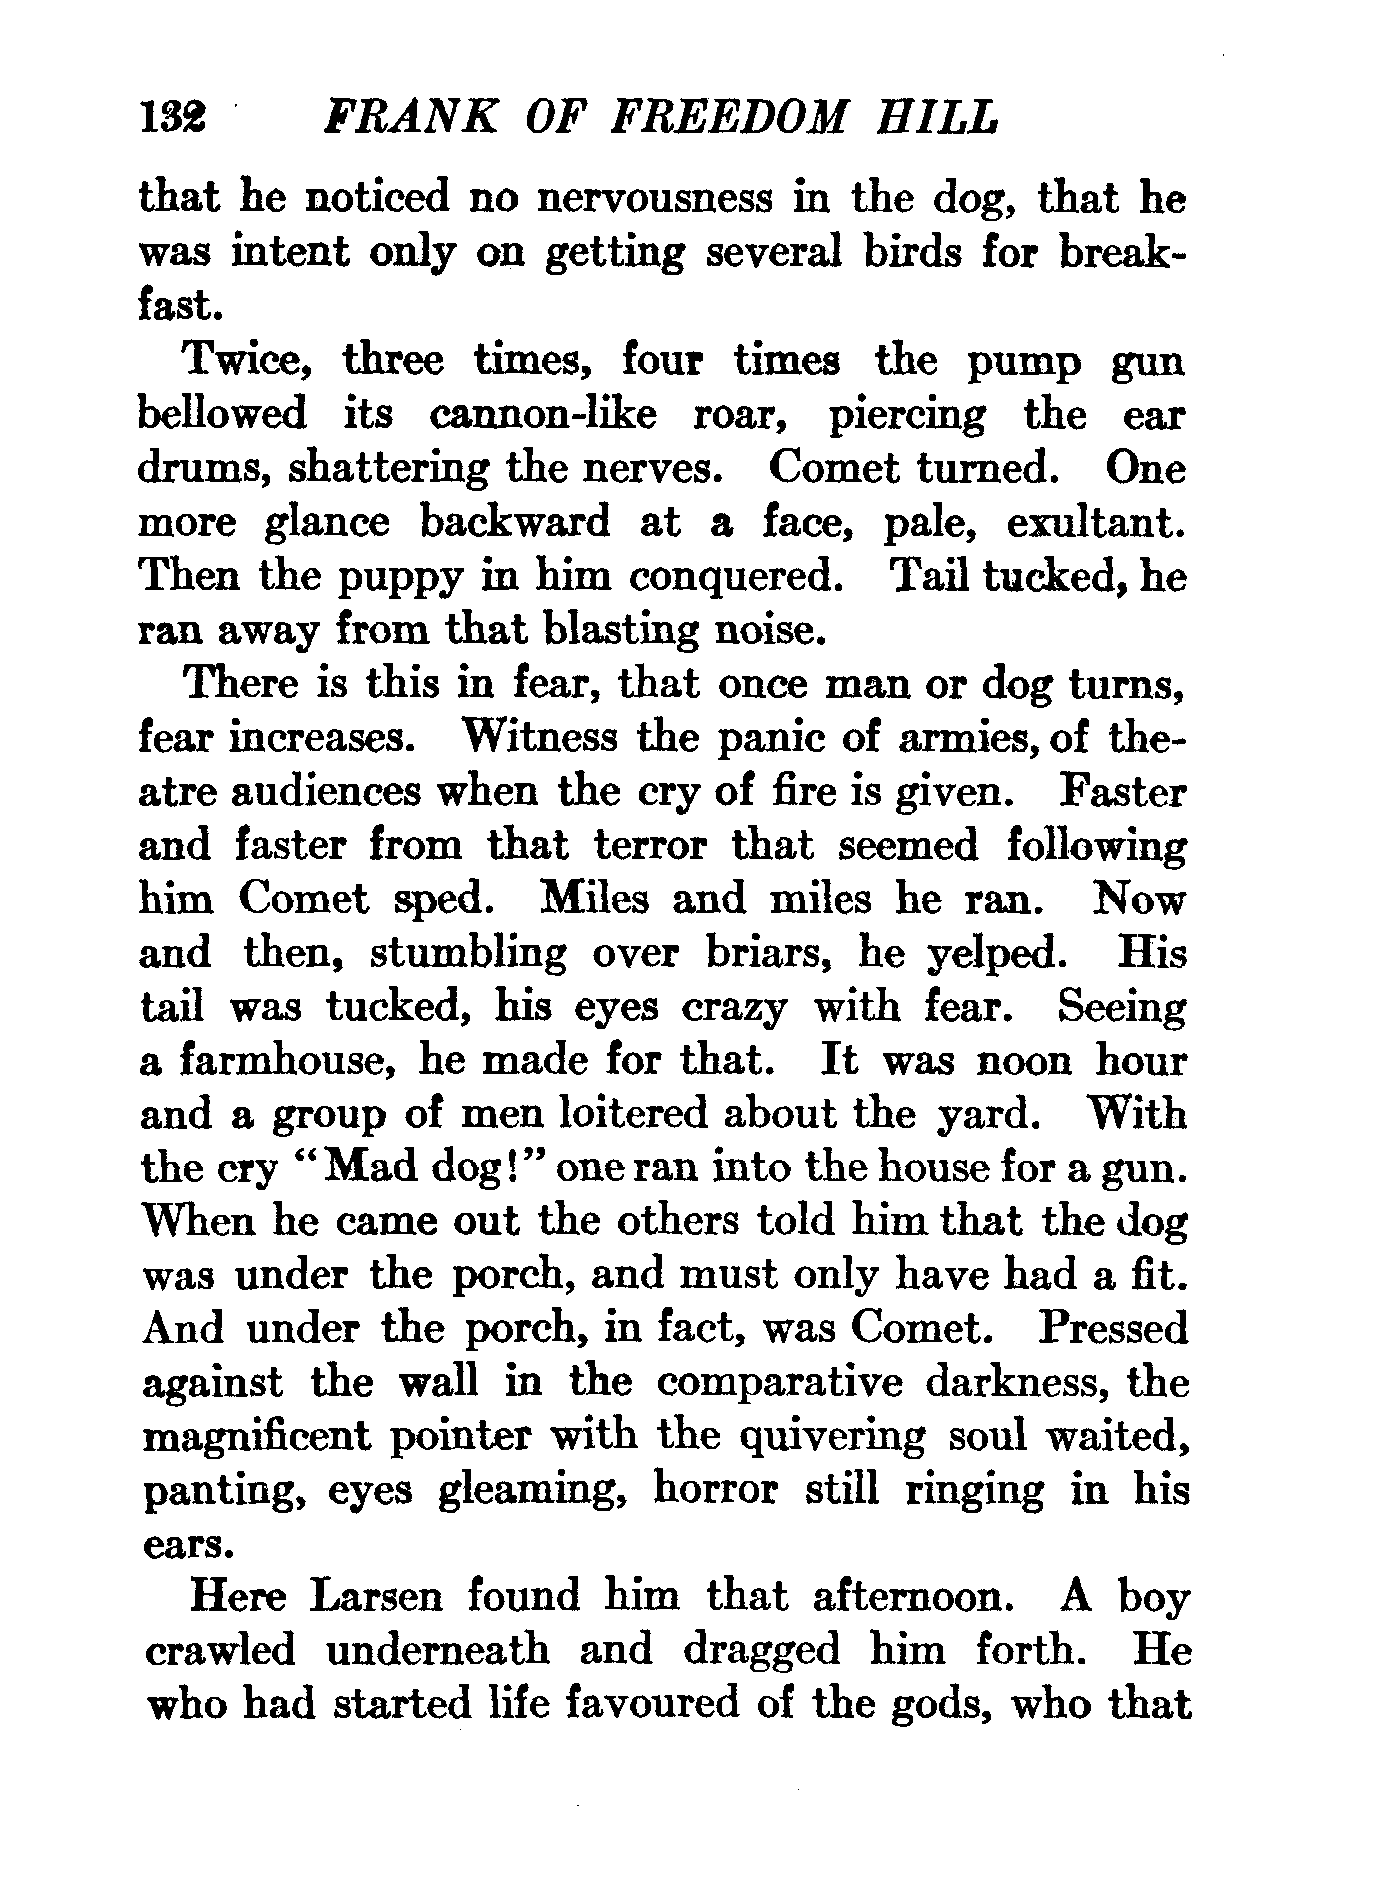 132 FRANK OF FREEDOM HILL
that he noticed no nervousness in the dog, that he
was intent only on getting several birds for break-
fast.
Twice, three times, four times the pump gun
bellowed its cannon-like roar, piercing the ear
drums, shattering the nerves. Comet turned. One
more glance backward at a face, pale, exultant.
Then the puppy in him conquered. Tail tucked, he
ran away from that blasting noise.
There is this in fear, that once man or dog turns,
fear increases. Witness the panic of armies, of the-
atre audiences when the cry of fire is given. Faster
and faster from that terror that seemed following
him Comet sped. Miles and miles he ran. Now
and then, stumbling over briars, he yelped. His
tail was tucked, his eyes crazy with fear. Seeing
a farmhouse, he made for that. It was noon hour
and a group of men loitered about the yard. With
the cry “Mad dog!” one ran into the house for a gun.
When he came out the others told him that the dog
was under the porch, and must only have had a fit.
And under the porch, in fact, was Comet. Pressed
against the wall in the comparative darkness, the
magnificent pointer with the quivering soul waited,
panting, eyes gleaming, horror still ringing in his
ears.
Here Larsen found him that afternoon. A boy
crawled underneath and dragged him forth. He
who had started life favoured of the gods, who that